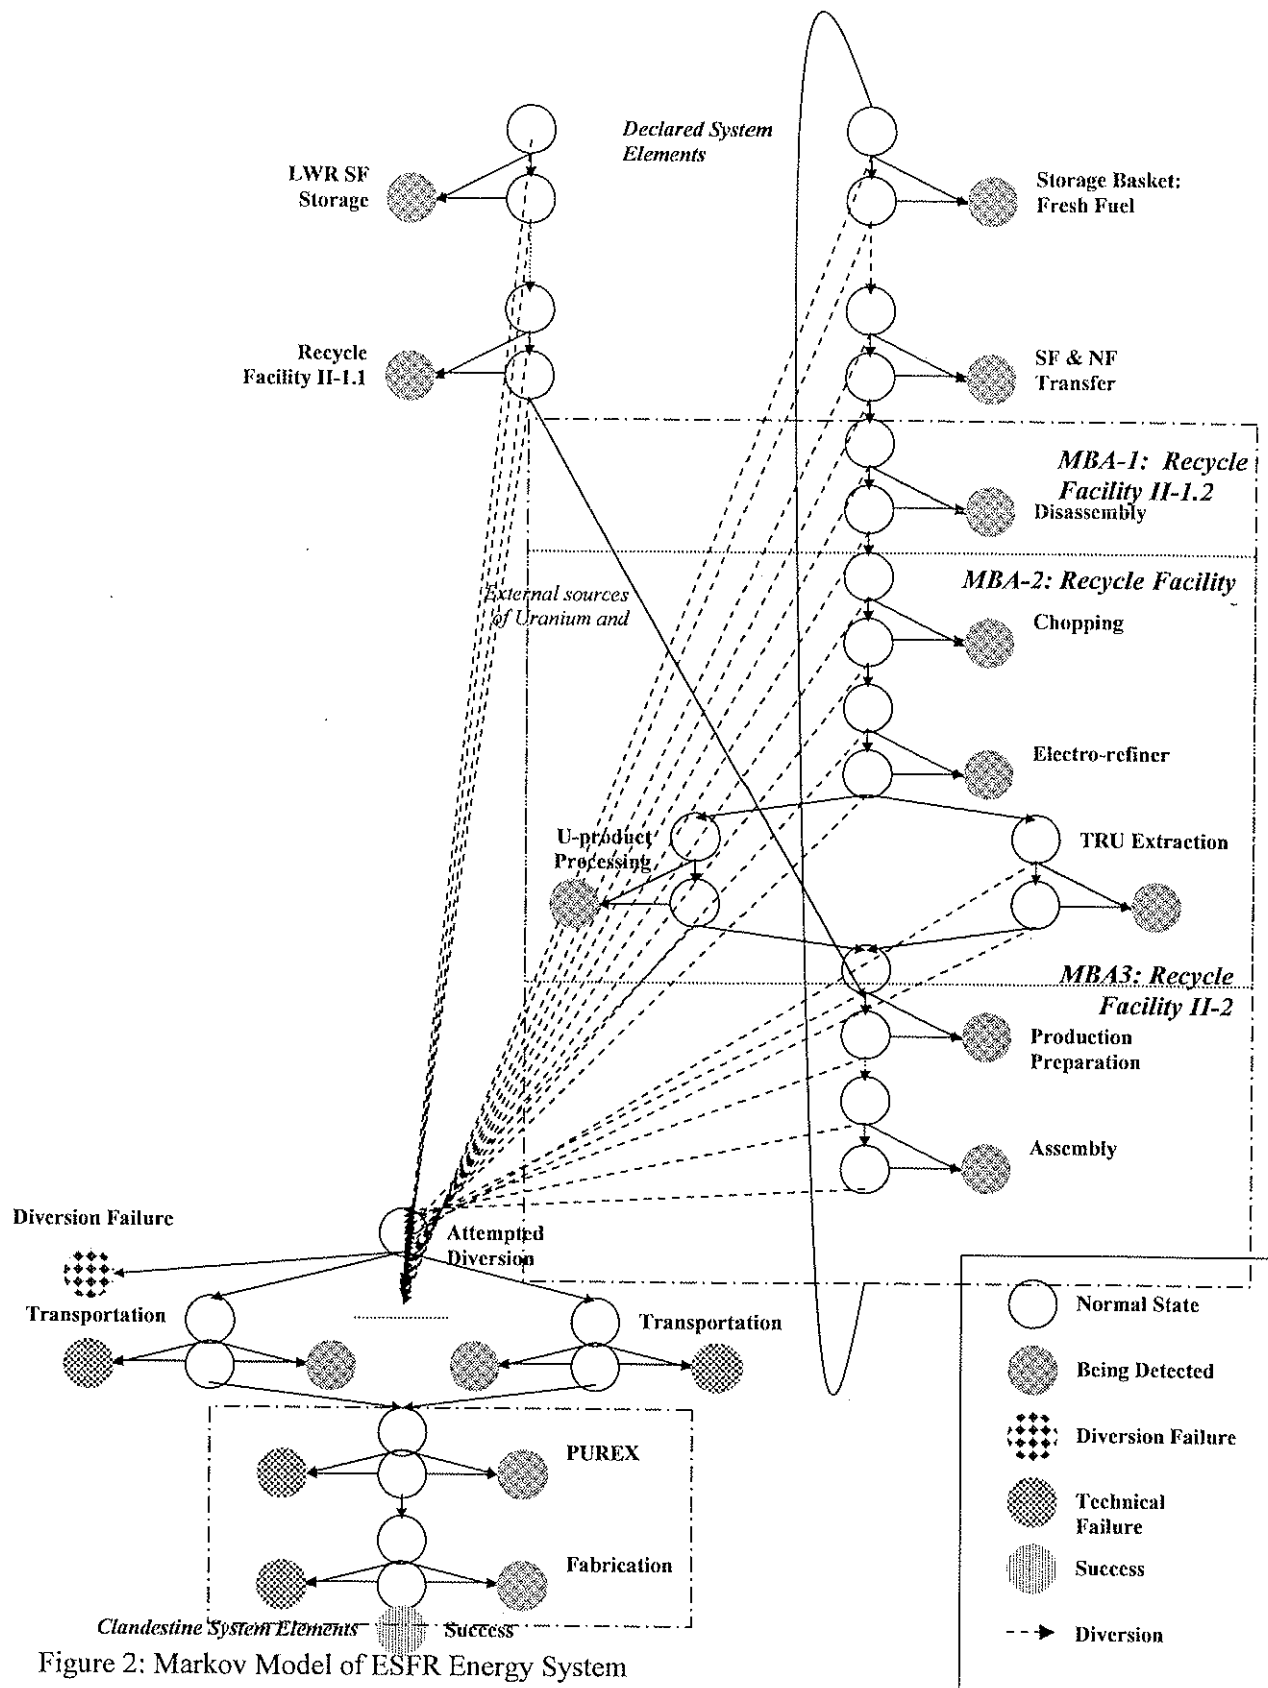 Declared System
Elements
LWR SF
Storage
Storage Basket:
Fresh Fuel
Recycle
Facility II-1.1
SF & NF
Transfer
MBA-1: Recycle
Facility II-1.2
Disassembly
MBA-2: Recycle Facility
External sources
of Uranium and
Chopping
Electro-refiner
U-product
Processing
TRU Extraction
MBA3: Recycle
Facility II-2
Production
Preparation
Assembly
Diversion Failure
Attempted
Diversion
Transportation
Transportation
Normal State
Being Detected
PUREX
Diversion Failure
Technical
Failure
Fabrication
Success
Clandestine System Elements
Success
Diversion
Figure 2: Markov Model of ESFR Energy System